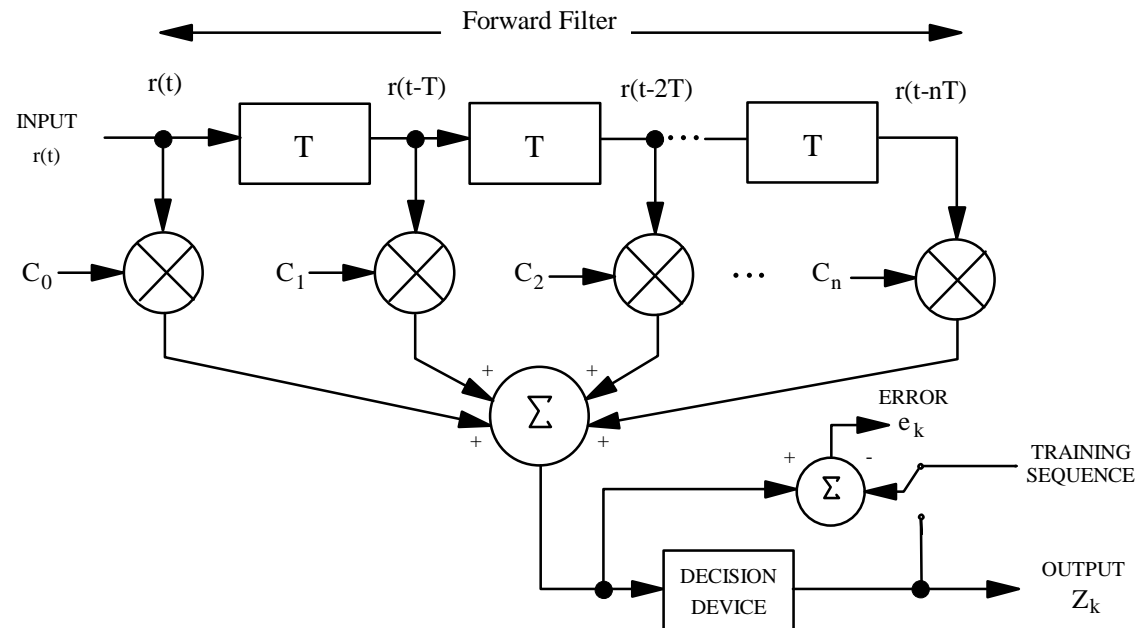 Forward Filter
r(t)
r(t-T)
r(t-2T)
r(t-nT)
INPUT
r(t)
T
T
...
T
C0
C1
C2
...
Cn
+
+
Σ
+
+
ERROR
ek
+
-
Σ
TRAINING
SEQUENCE
DECISION
DEVICE
OUTPUT
Zk